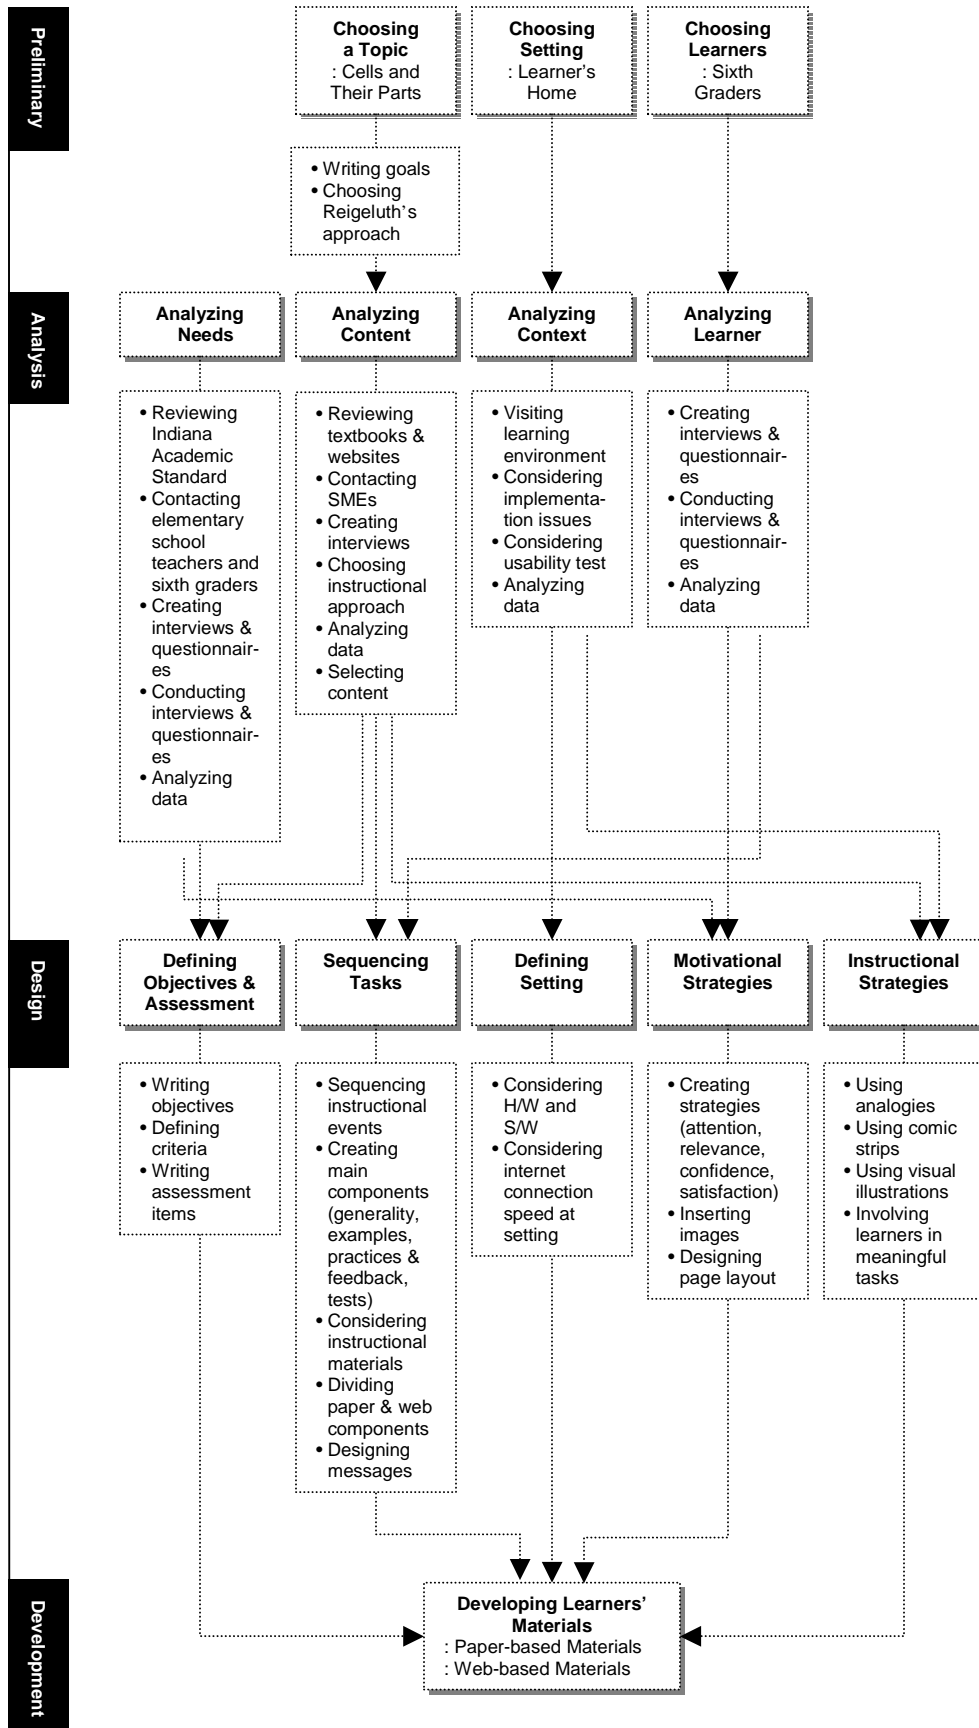 Preliminary
Choosing
a Topic
: Cells and
Their Parts
Choosing
Setting
: Learner's
Home
Choosing
Learners
: Sixth
Graders
• Writing goals
• Choosing
Reigeluth's
approach
Analysis
Analyzing
Needs
Analyzing
Content
Analyzing
Context
Analyzing
Learner
• Reviewing
Indiana
Academic
Standard
• Contacting
elementary
school
teachers and
sixth graders
• Creating
interviews &
questionnair-
es
• Conducting
interviews &
questionnair-
es
• Analyzing
data
• Reviewing
textbooks &
websites
• Contacting
SMEs
• Creating
interviews
• Choosing
instructional
approach
• Analyzing
data
• Selecting
content
• Visiting
learning
environment
• Considering
implementa-
tion issues
• Considering
usability test
• Analyzing
data
• Creating
interviews &
questionnair-
es
• Conducting
interviews &
questionnair-
es
• Analyzing
data
Design
Defining
Objectives &
Assessment
Sequencing
Tasks
Defining
Setting
Motivational
Strategies
Instructional
Strategies
• Writing
objectives
• Defining
criteria
• Writing
assessment
items
• Sequencing
instructional
events
• Creating
main
components
(generality,
examples,
practices &
feedback,
tests)
• Considering
instructional
materials
• Dividing
paper & web
components
• Designing
messages
• Considering
H/W and
S/W
• Considering
internet
connection
speed at
setting
• Creating
strategies
(attention,
relevance,
confidence,
satisfaction)
• Inserting
images
• Designing
page layout
• Using
analogies
• Using comic
strips
• Using visual
illustrations
• Involving
learners in
meaningful
tasks
Development
Developing Learners'
Materials
: Paper-based Materials
: Web-based Materials